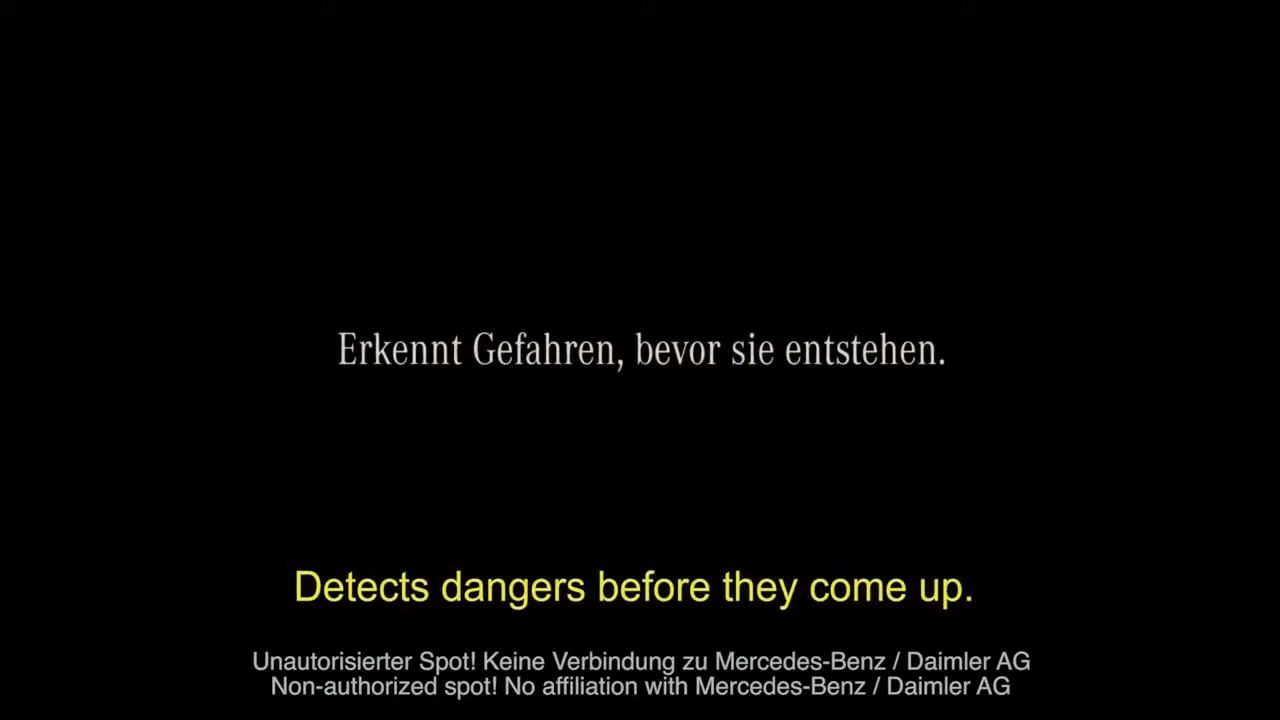 Erkennt Gefahren, bevor sie entstehen.
Detects dangers before they come up.
Unautorisierter Spot! Keine Verbindung zu Mercedes-Benz / Daimler AG
Non-authorized spot! No affiliation with Mercedes-Benz / Daimler AG